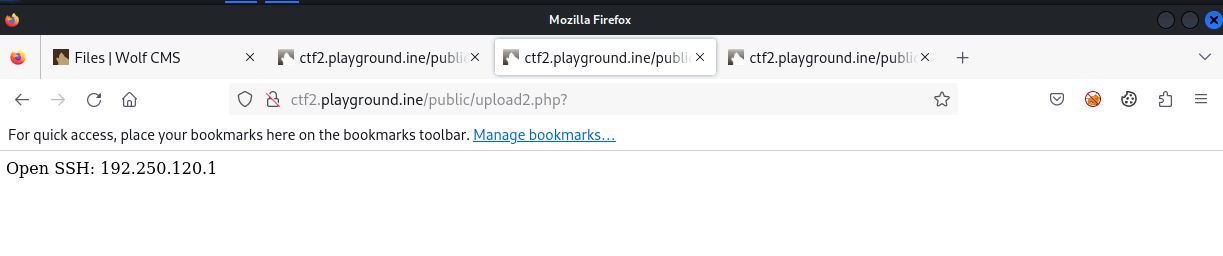 Mozilla Firefox
Files | Wolf CMS
ctf2.playground.ine/public
ctf2.playground.ine/public
ctf2.playground.ine/public
ctf2.playground.ine/public/upload2.php?
For quick access, place your bookmarks here on the bookmarks toolbar. Manage bookmarks…
Open SSH: 192.250.120.1